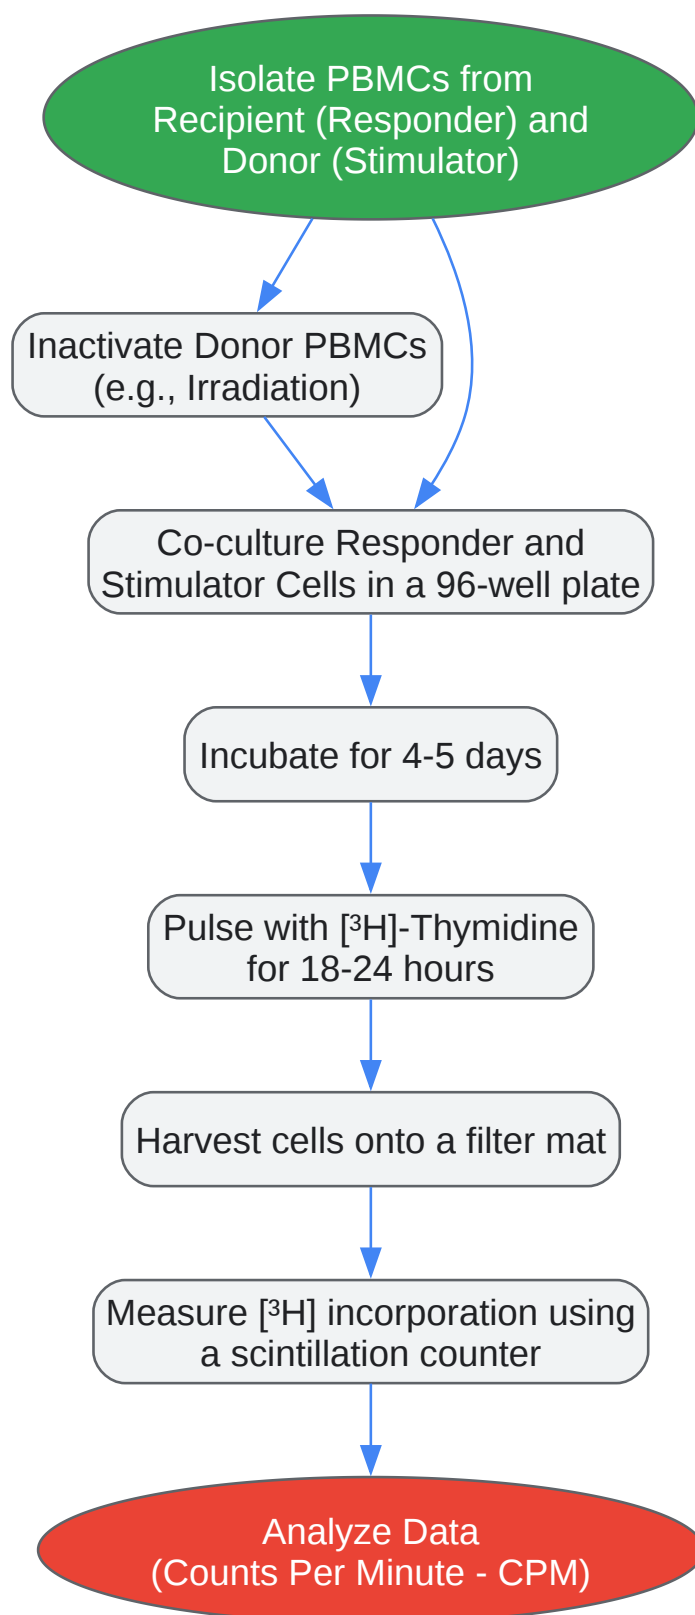 Isolate PBMCs from
Recipient (Responder) and
Donor (Stimulator)
Inactivate Donor PBMCs
(e.g., Irradiation)
Co-culture Responder and
Stimulator Cells in a 96-well plate
Incubate for 4-5 days
Pulse with [³H]-Thymidine
for 18-24 hours
Harvest cells onto a filter mat
Measure [³H] incorporation using
a scintillation counter
Analyze Data
(Counts Per Minute - CPM)